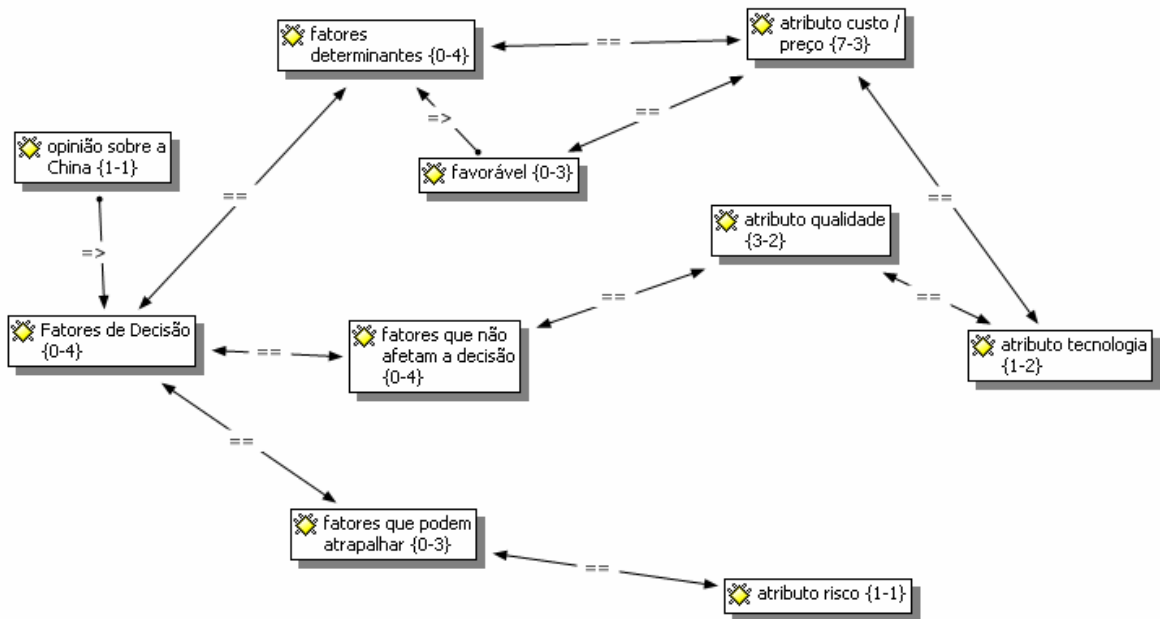 fatores
determinantes {0-4}
==
atributo custo /
preço {7-3}
==
=>
opinião sobre a
China {1-1}
favorável {0-3}
==
==
atributo qualidade
{3-2}
=>
==
==
Fatores de Decisão
{0-4}
==
fatores que não
afetam a decisão
{0-4}
atributo tecnologia
{1-2}
==
fatores que podem
atrapalhar {0-3}
==
atributo risco {1-1}